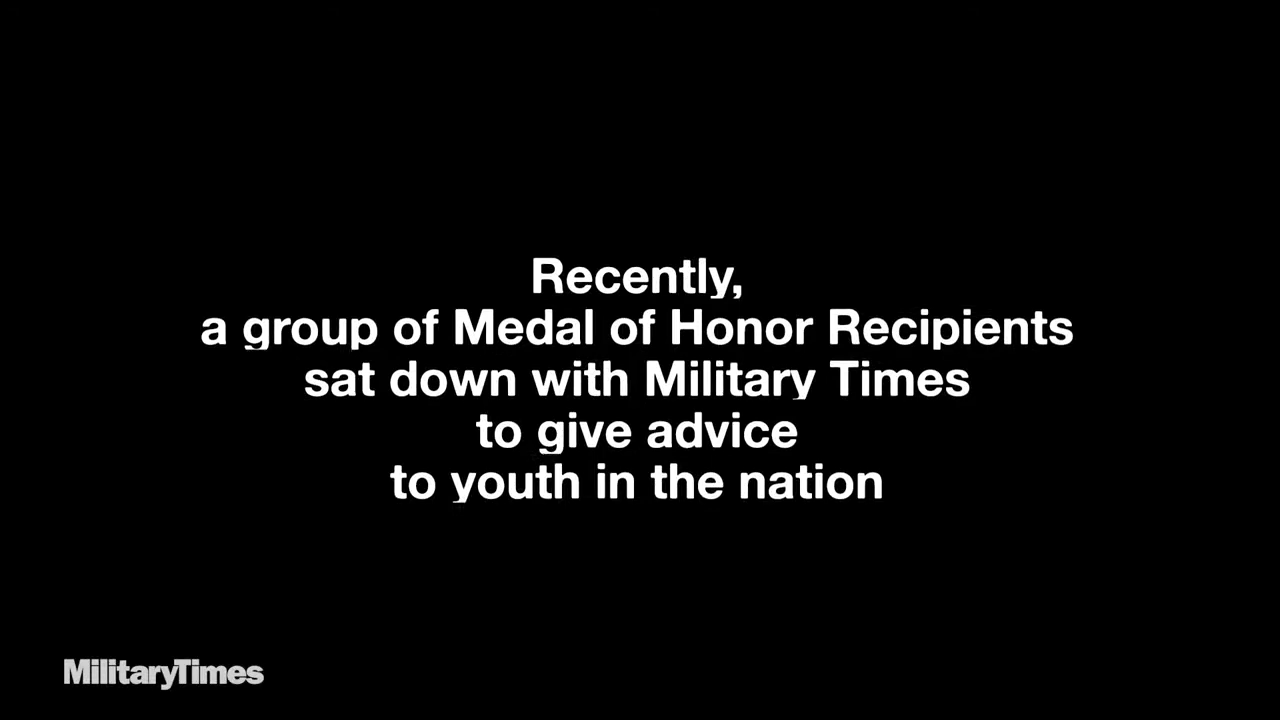 Recently,
a group of Medal of Honor Recipients
sat down with Military Times
to give advice
to youth in the nation
MilitaryTimes